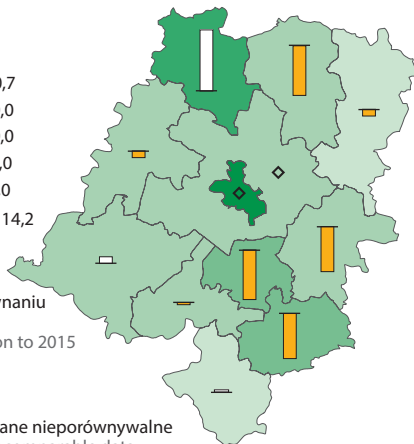 0,7
,0
,0
,0
0
14,2
ynaniu
on to 2015
ane nieporównywalne